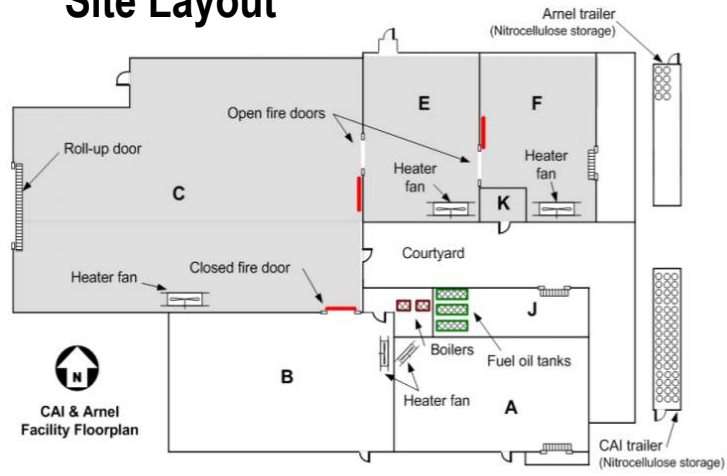 Site Layout
Arnel trailer
(Nitrocellulose storage)
E
F
Open fire doors
Roll-up door
Heater
fan
Heater
fan
C
K
Courtyard
Heater fan
Closed fire door
J
Boilers
Fuel oil tanks
N
B
Heater fan
A
CAI & Arnel
Facility Floorplan
CAI trailer
(Nitrocellulose storage)